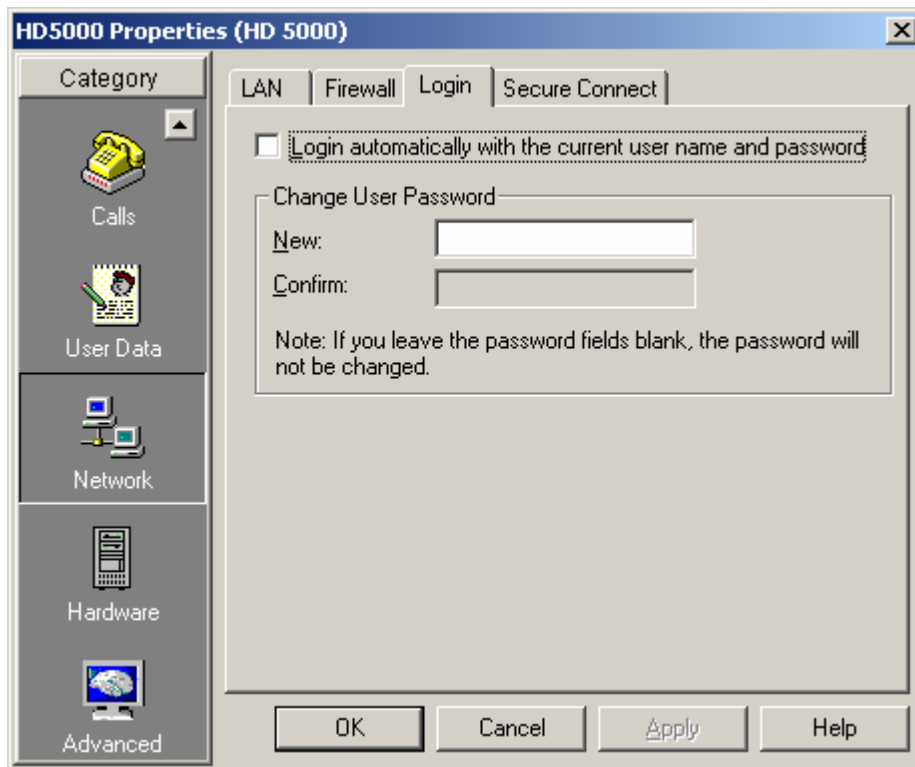 HD5000 Properties (HD 5000)
Category
Calls
User Data
Network
Hardware
Advanced
LAN
Firewall
Login
Secure Connect
Login automatically with the current user name and password
Change User Password
New:
Confirm:
Note: If you leave the password fields blank, the password will
not be changed.
OK
Cancel
Apply
Help